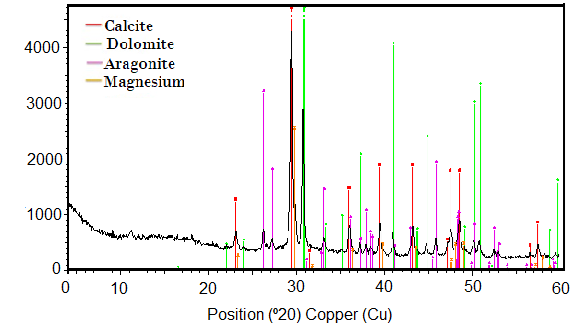 Calcite
Dolomite
Aragonite
Magnesium
4000
3000
2000
1000
0
0 10 20 30 40 50 60
Position (º20) Copper (Cu)